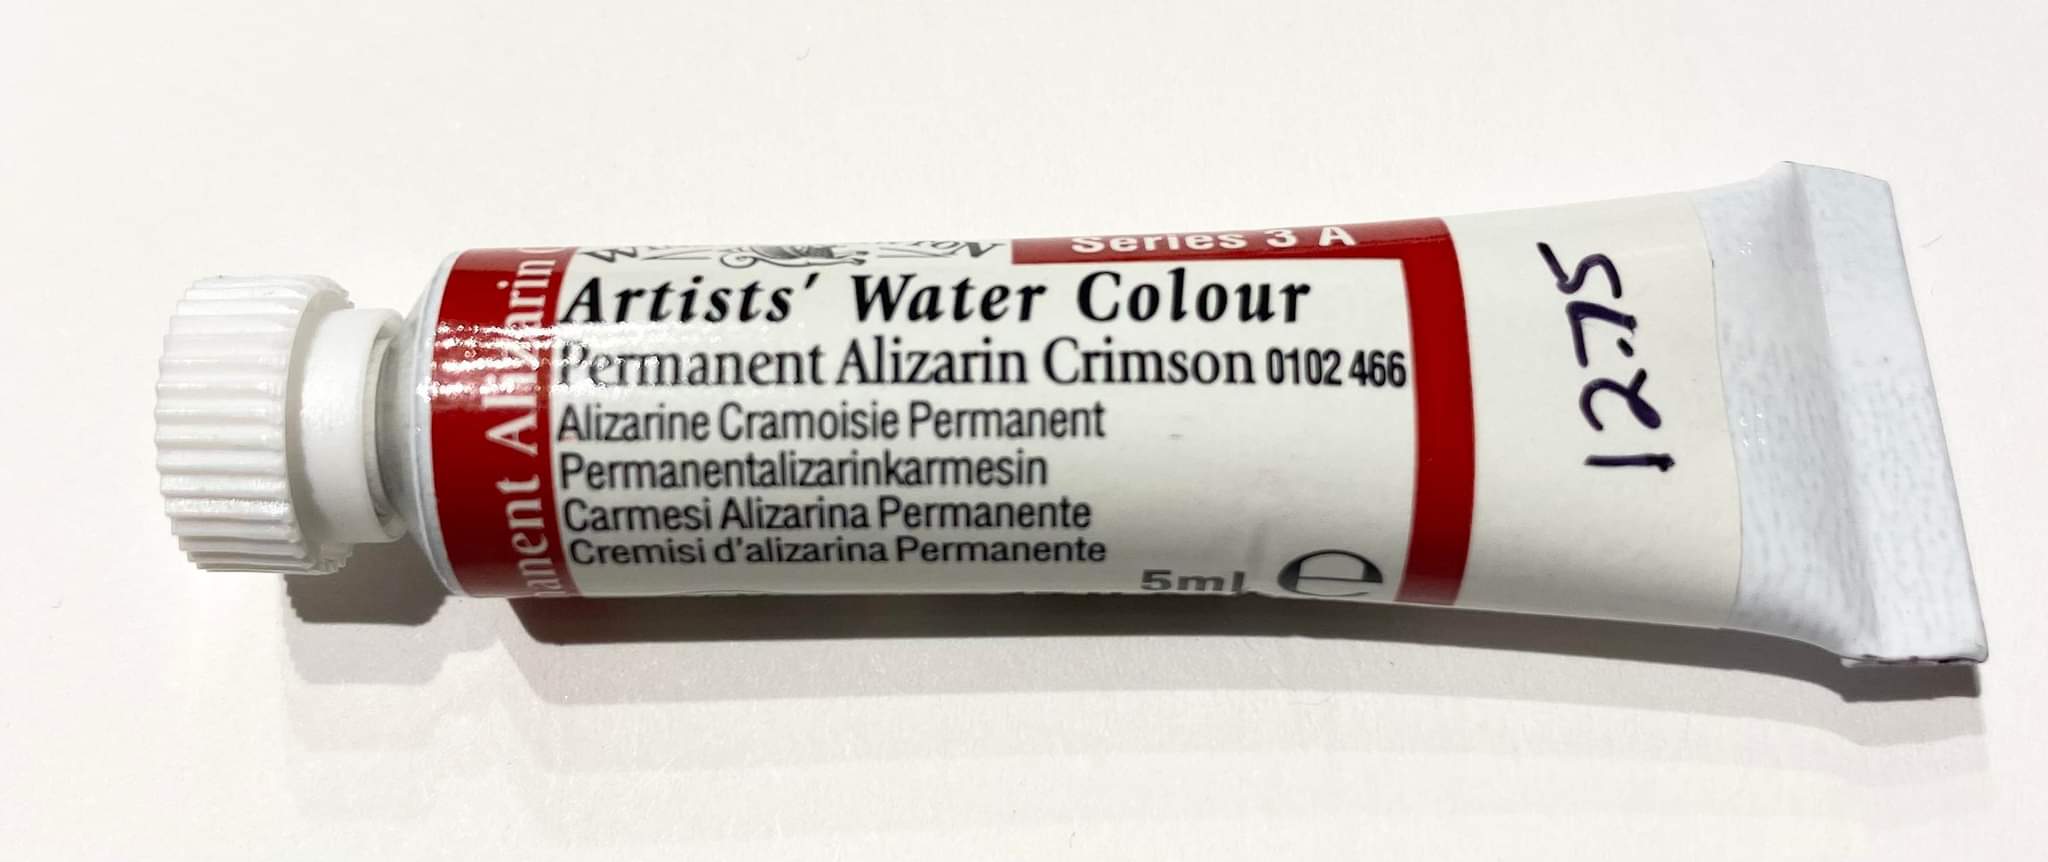 Series 3 A
Artists' Water Colour
Permanent Alizarin Crimson 0102 466
Alizarine Cramoisie Permanent
Permanentalizarinkarmesin
Carmesi Alizarina Permanente
Cremisi d'alizarina Permanente
5ml e
Alizarin
12.75